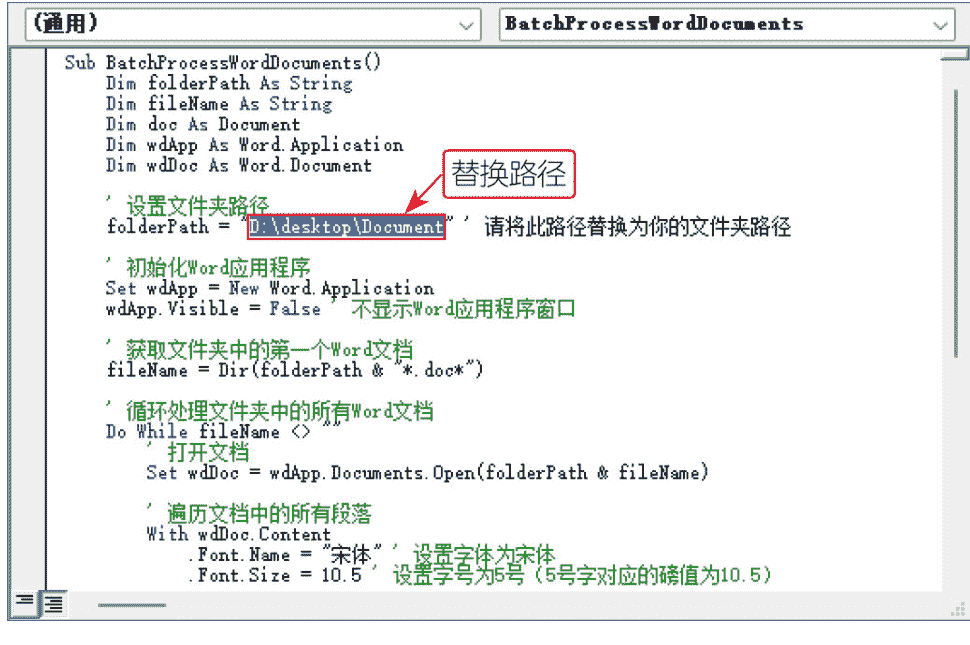 (通用)
BatchProcessWordDocuments
Sub BatchProcessWordDocuments()
Dim folderPath As String
Dim fileName As String
Dim doc As Document
Dim wdApp As Word.Application
Dim wdDoc As Word.Document
替换路径
' 设置文件夹路径
folderPath = "D:\desktop\Document" ' 请将此路径替换为你的文件夹路径
' 初始化Word应用程序
Set wdApp = New Word.Application
wdApp.Visible = False ' 不显示Word应用程序窗口
' 获取文件夹中的第一个Word文档
fileName = Dir(folderPath & "*.doc*")
' 循环处理文件夹中的所有Word文档
Do While fileName <> ""
' 打开文档
Set wdDoc = wdApp.Documents.Open(folderPath & fileName)
' 遍历文档中的所有段落
With wdDoc.Content
.Font.Name = "宋体" ' 设置字体为宋体
.Font.Size = 10.5 ' 设置字号为5号（5号字对应的磅值为10.5）